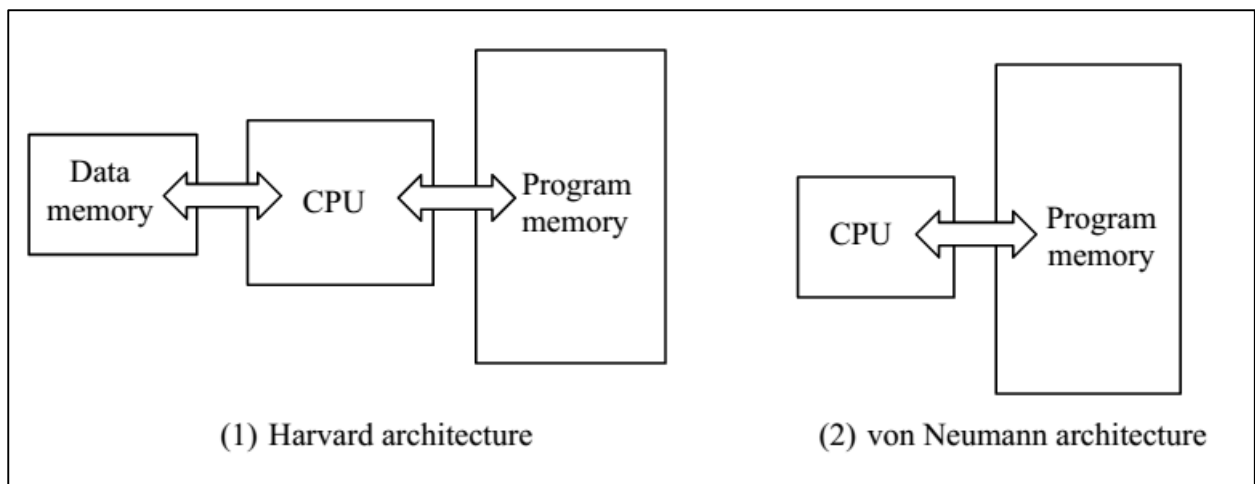 Data
memory
CPU
Program
memory
CPU
Program
memory
(1) Harvard architecture
(2) von Neumann architecture